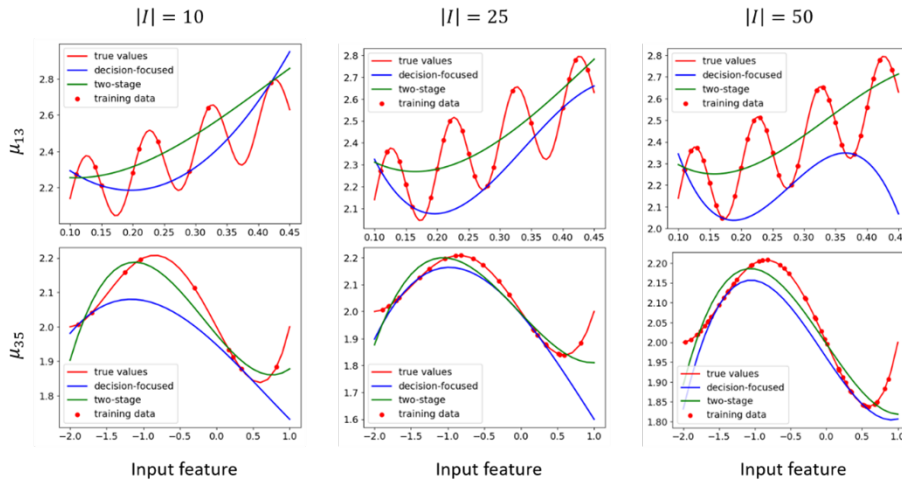 |I| = 10
|I| = 25
|I| = 50
μ13
true values
decision-focused
two-stage
training data
2.8
2.6
2.4
2.2
0.10 0.15 0.20 0.25 0.30 0.35 0.40 0.45
true values
decision-focused
two-stage
training data
2.8
2.7
2.6
2.5
2.4
2.3
2.2
2.1
0.10 0.15 0.20 0.25 0.30 0.35 0.40 0.45
true values
decision-focused
two-stage
training data
2.8
2.7
2.6
2.5
2.4
2.3
2.2
2.1
2.0
0.10 0.15 0.20 0.25 0.30 0.35 0.40 0.45
μ35
2.2
2.1
2.0
1.9
1.8
true values
decision-focused
two-stage
training data
−2.0 −1.5 −1.0 −0.5 0.0 0.5 1.0
2.2
2.1
2.0
1.9
1.8
1.7
1.6
true values
decision-focused
two-stage
training data
−2.0 −1.5 −1.0 −0.5 0.0 0.5 1.0
2.20
2.15
2.10
2.05
2.00
1.95
1.90
1.85
1.80
true values
decision-focused
two-stage
training data
−2.0 −1.5 −1.0 −0.5 0.0 0.5 1.0
Input feature
Input feature
Input feature